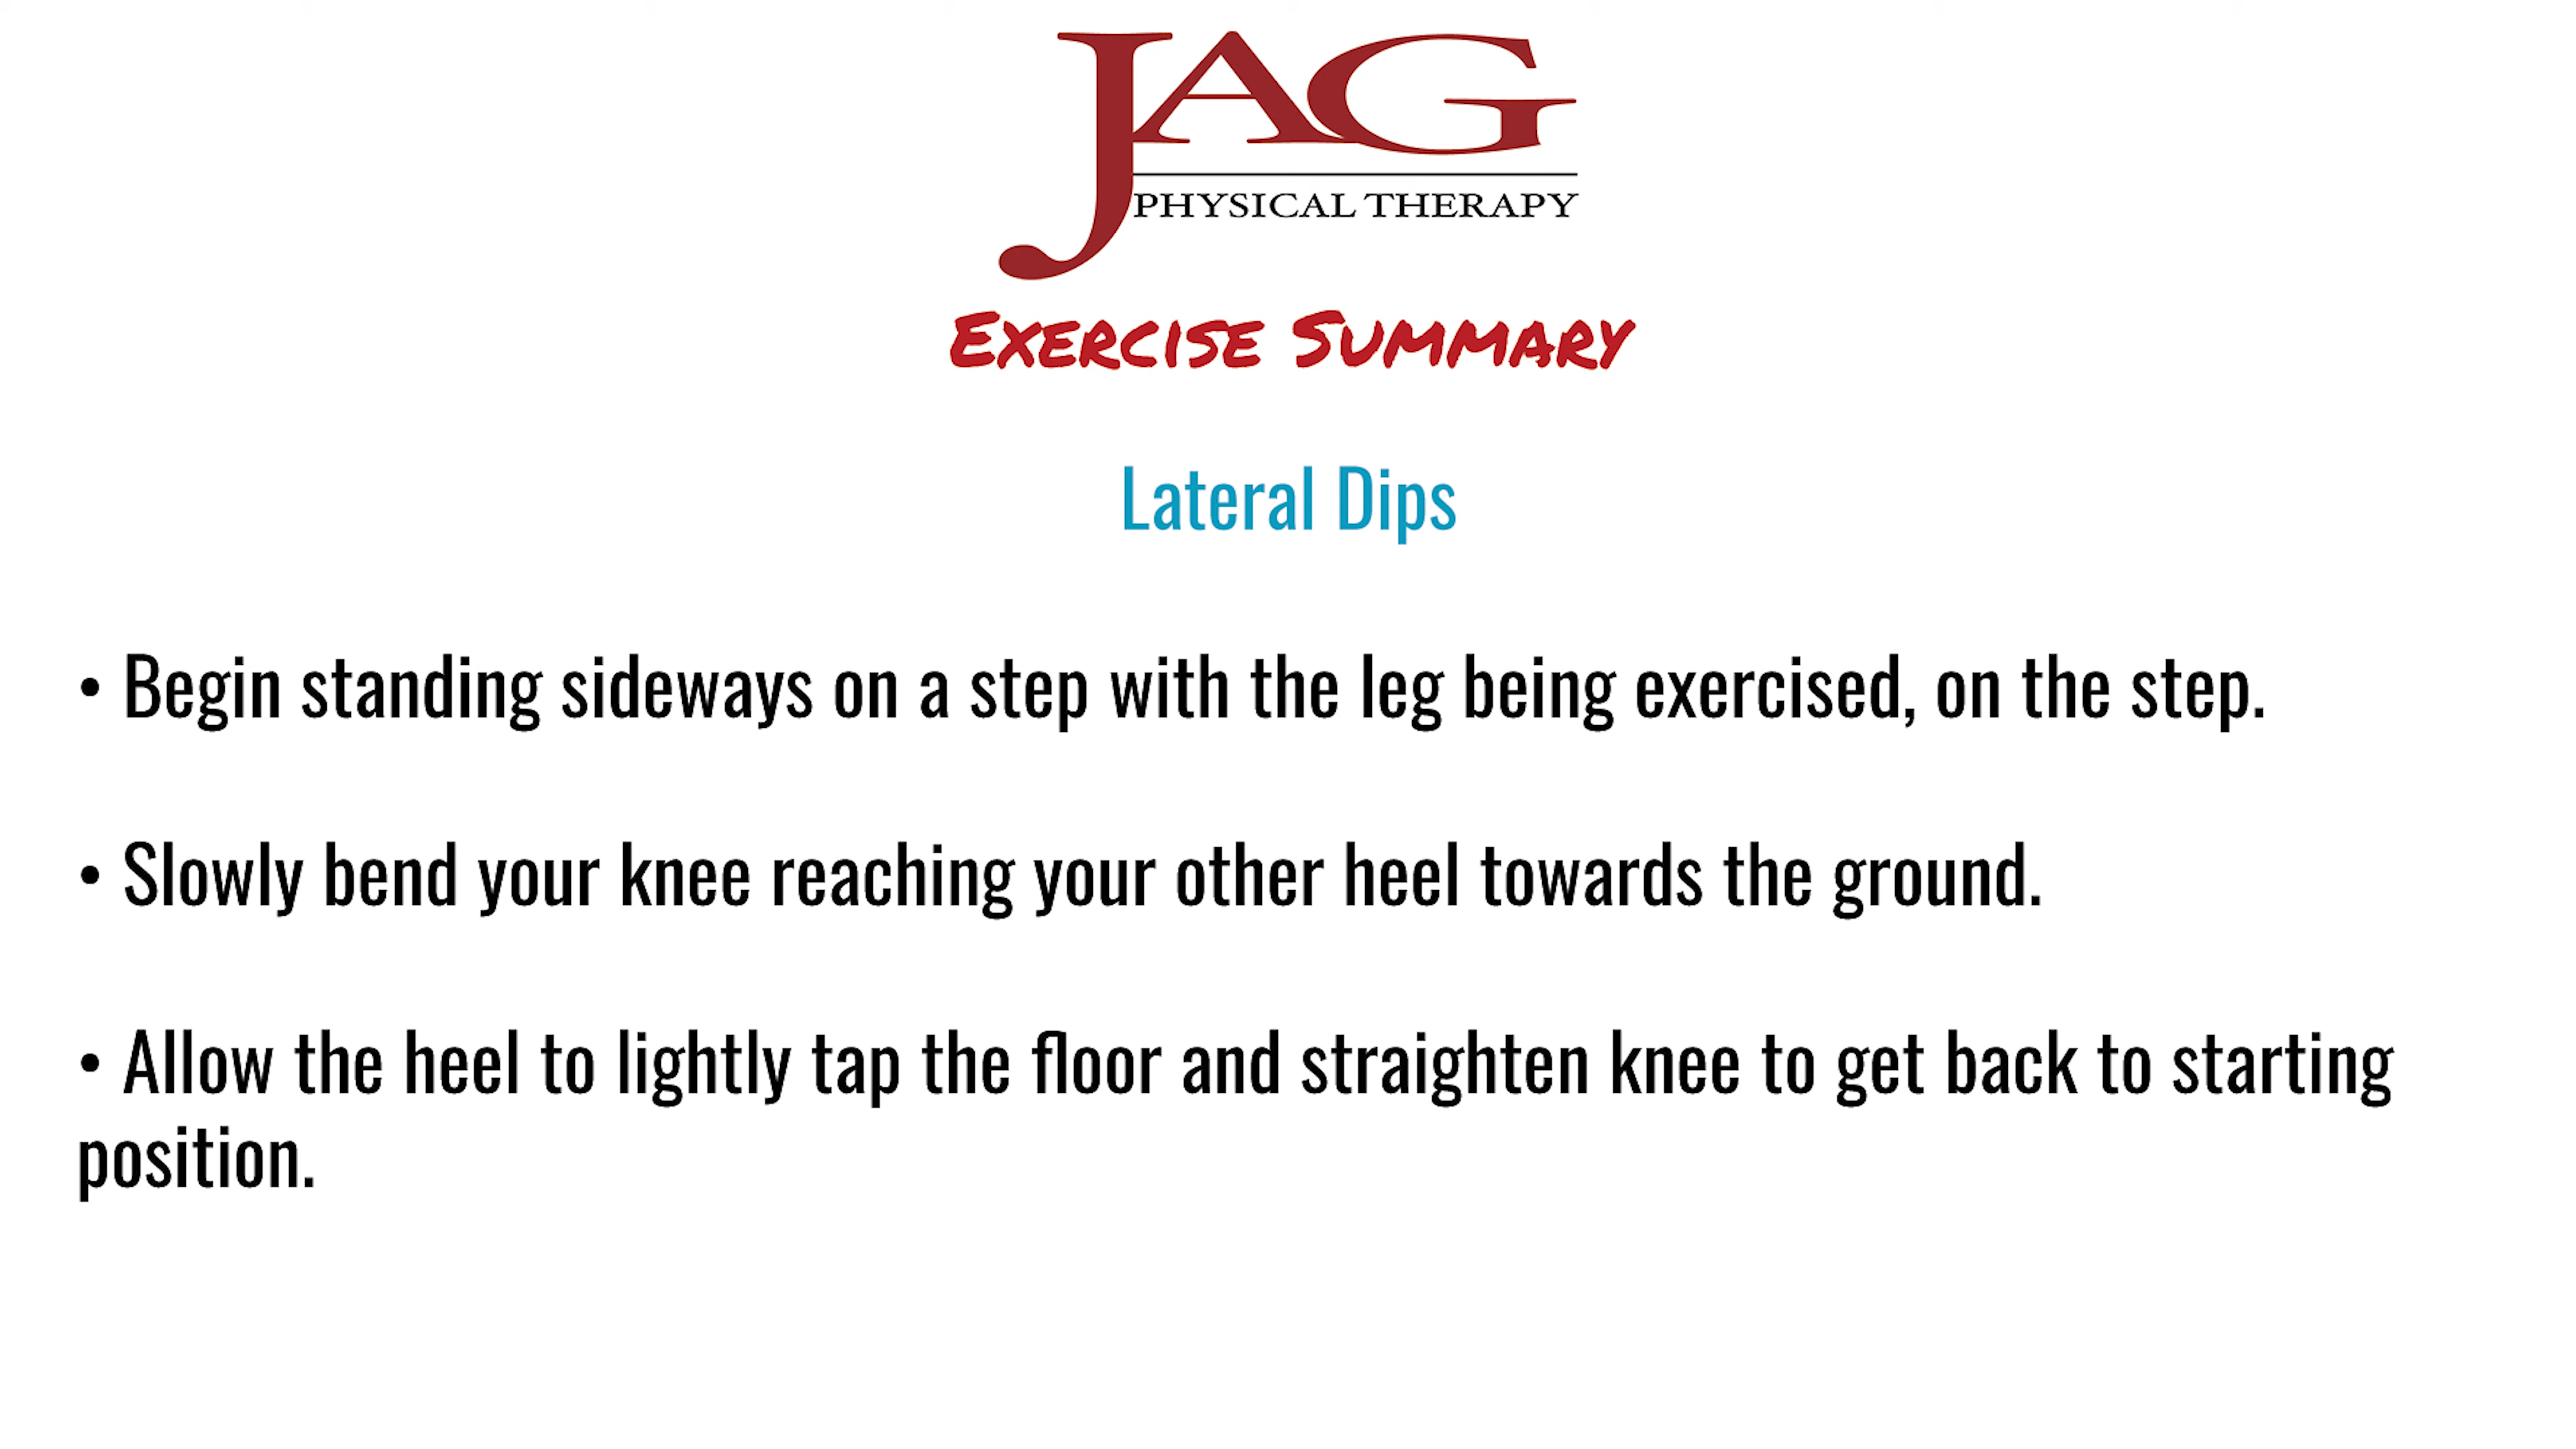 JAG
PHYSICAL THERAPY
EXERCISE SUMMARY
Lateral Dips
• Begin standing sideways on a step with the leg being exercised, on the step.
• Slowly bend your knee reaching your other heel towards the ground.
• Allow the heel to lightly tap the floor and straighten knee to get back to starting
position.